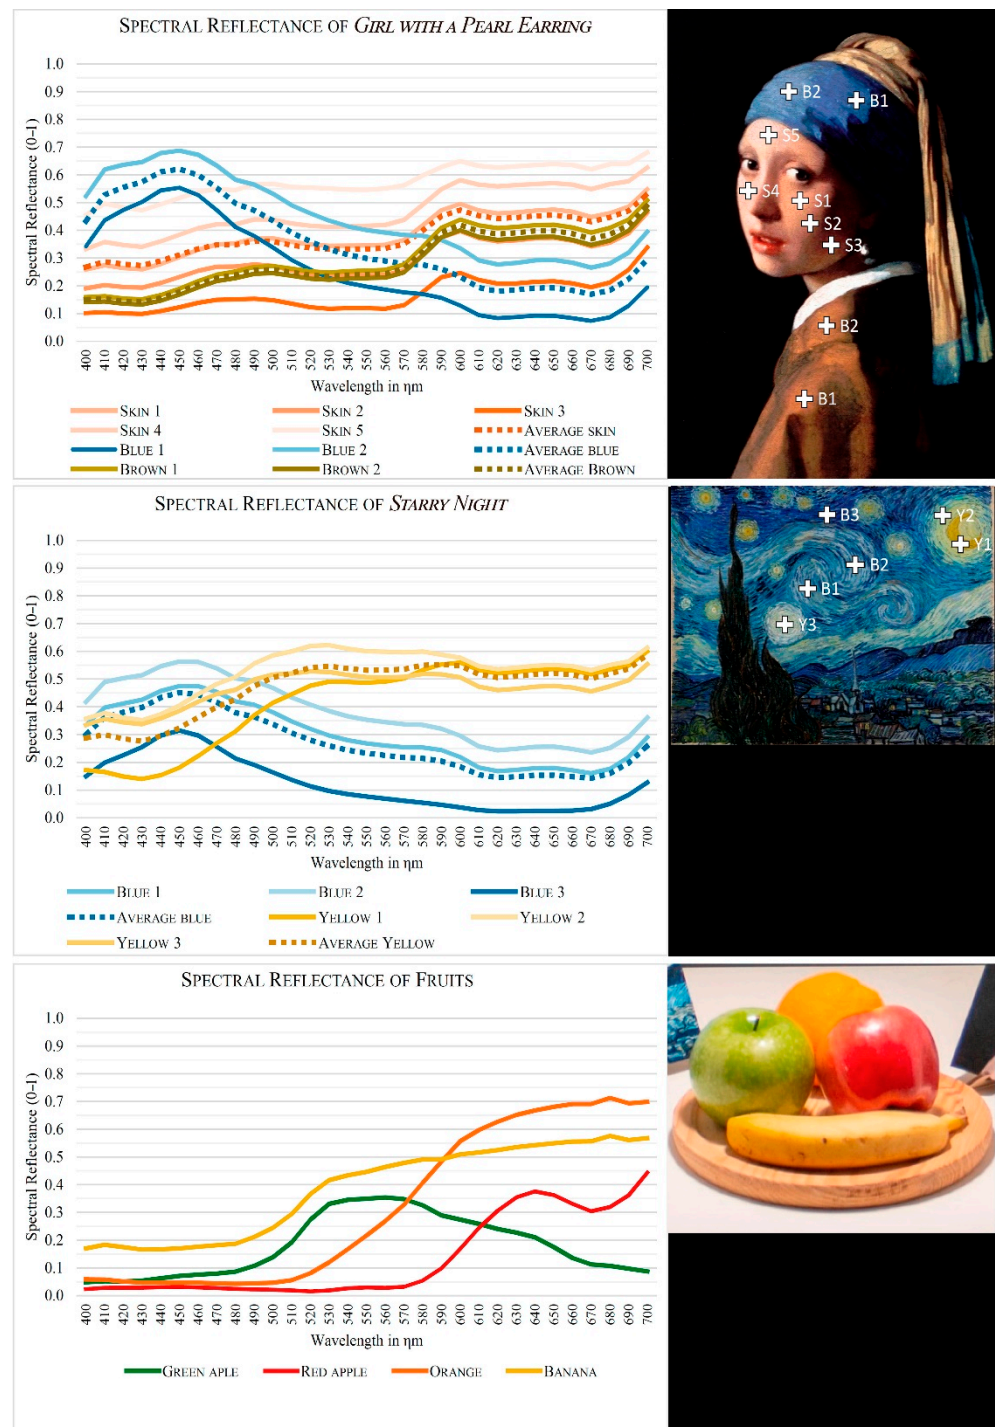 SPECTRAL REFLECTANCE OF GIRL WITH A PEARL EARRING
Spectral Reflectance (0–1)
1.0
0.9
0.8
0.7
0.6
0.5
0.4
0.3
0.2
0.1
0.0
400 410 420 430 440 450 460 470 480 490 500 510 520 530 540 550 560 570 580 590 600 610 620 630 640 650 660 670 680 690 700
Wavelength in ηm
SKIN 1 SKIN 2 SKIN 3
SKIN 4 SKIN 5 AVERAGE SKIN
BLUE 1 BLUE 2 AVERAGE BLUE
BROWN 1 BROWN 2 AVERAGE BROWN
B2
B1
S5
S4
S1
S2
S3
B2
B1
SPECTRAL REFLECTANCE OF STARRY NIGHT
Spectral Reflectance (0–1)
1.0
0.9
0.8
0.7
0.6
0.5
0.4
0.3
0.2
0.1
0.0
400 410 420 430 440 450 460 470 480 490 500 510 520 530 540 550 560 570 580 590 600 610 620 630 640 650 660 670 680 690 700
Wavelength in ηm
BLUE 1 BLUE 2 BLUE 3
AVERAGE BLUE YELLOW 1 YELLOW 2
YELLOW 3 AVERAGE YELLOW
B3
Y2
Y1
B2
B1
Y3
SPECTRAL REFLECTANCE OF FRUITS
Spectral Reflectance (0–1)
1.0
0.9
0.8
0.7
0.6
0.5
0.4
0.3
0.2
0.1
0.0
400 410 420 430 440 450 460 470 480 490 500 510 520 530 540 550 560 570 580 590 600 610 620 630 640 650 660 670 680 690 700
Wavelength in ηm
GREEN APLE RED APPLE ORANGE BANANA